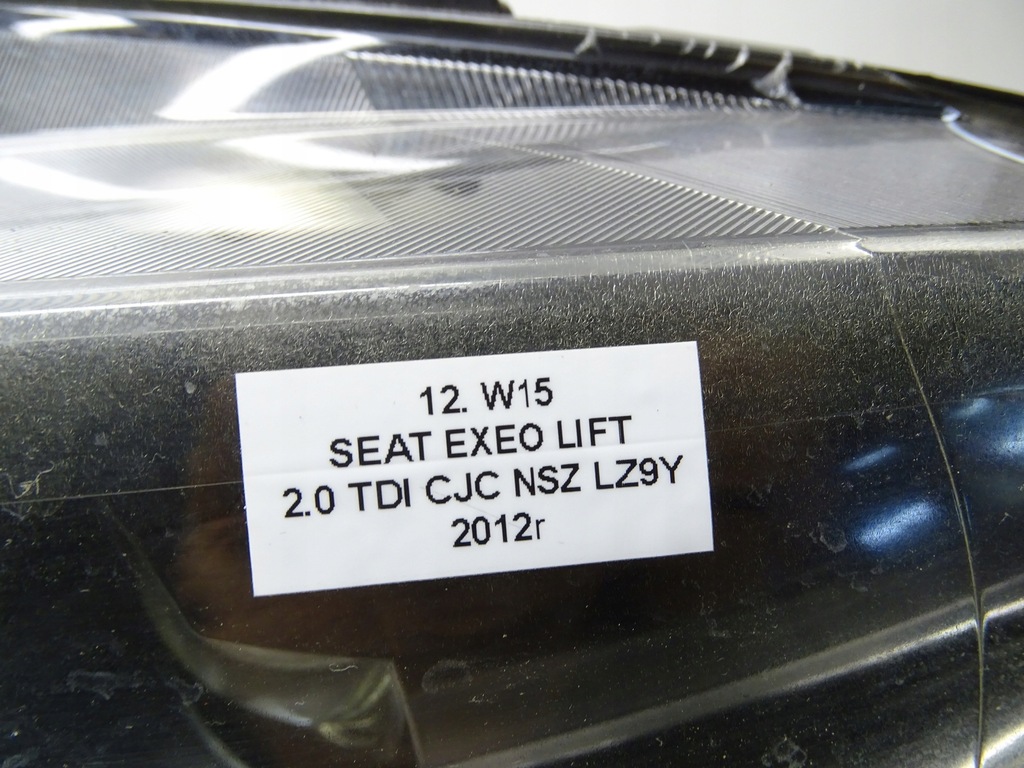 12. W15
SEAT EXEO LIFT
2.0 TDI CJC NSZ LZ9Y
2012r